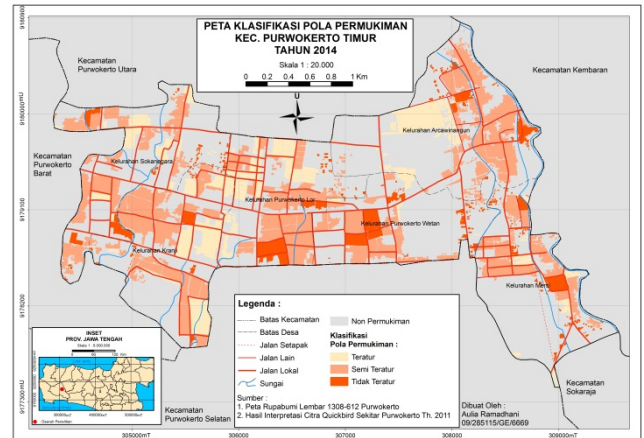 PETA KLASIFIKASI POLA PERMUKIMAN
KEC. PURWOKERTO TIMUR
TAHUN 2014
Skala 1 : 20.000
0 0.2 0.4 0.6 0.8 1 Km
U
Kecamatan
Purwokerto Utara
Kecamatan Kembaran
Kelurahan Arcawinangun
Kecamatan
Purwokerto
Barat
Kelurahan Sokanegara
Kelurahan Purwokerto Lor
Kelurahan Purwokerto Wetan
Kelurahan Kranji
Kelurahan Mersi
Legenda :
Batas Kecamatan
Batas Desa
Jalan Setapak
Jalan Lain
Jalan Lokal
Sungai
Non Permukiman
Klasifikasi
Pola Permukiman :
Teratur
Semi Teratur
Tidak Teratur
Sumber :
1. Peta Rupabumi Lembar 1308-612 Purwokerto
2. Hasil Interpretasi Citra Quickbird Sekitar Purwokerto Th. 2011
INSET
PROV. JAWA TENGAH
Daerah Penelitian
Kecamatan
Purwokerto Selatan
Kecamatan
Sokaraja
Dibuat Oleh :
Aulia Ramadhani
09/285115/GE/6669
305000mT
306000
307000
308000
309000mT